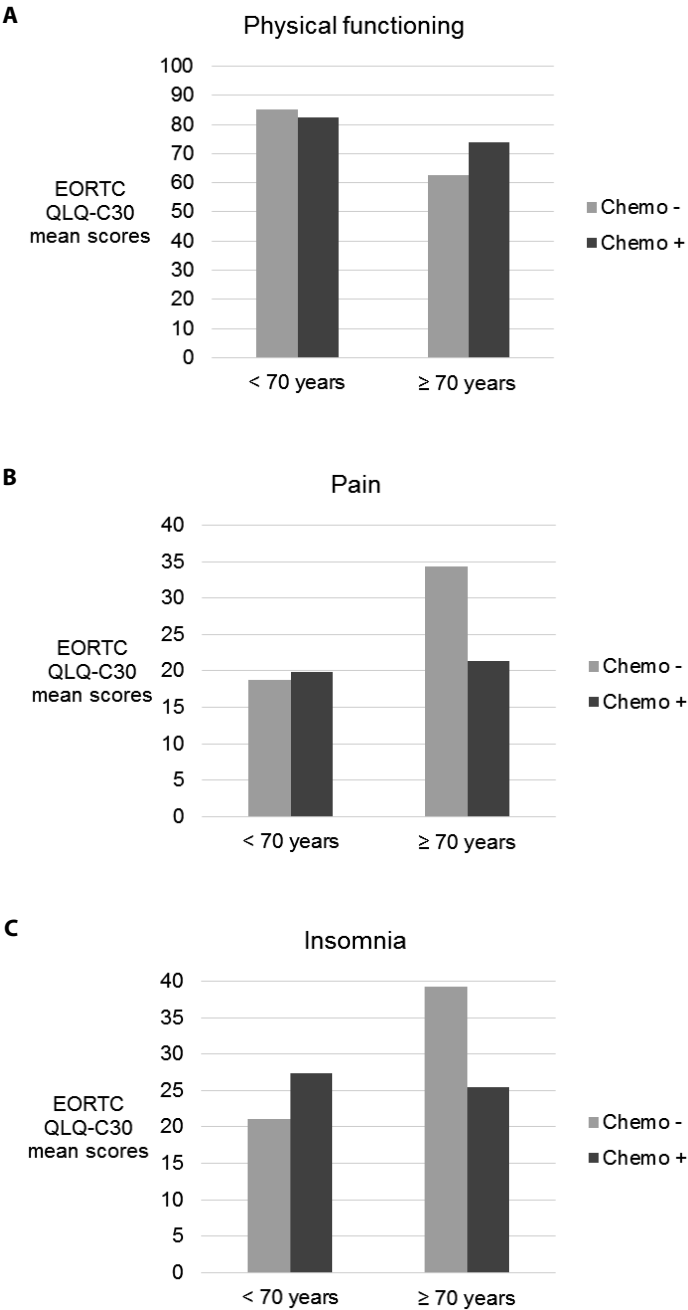 A
Physical functioning
100
90
80
70
60
50
40
30
20
10
0
EORTC
QLQ-C30
mean scores
< 70 years
≥ 70 years
Chemo -
Chemo +
B
Pain
40
35
30
25
20
15
10
5
0
EORTC
QLQ-C30
mean scores
< 70 years
≥ 70 years
Chemo -
Chemo +
C
Insomnia
40
35
30
25
20
15
10
5
0
EORTC
QLQ-C30
mean scores
< 70 years
≥ 70 years
Chemo -
Chemo +